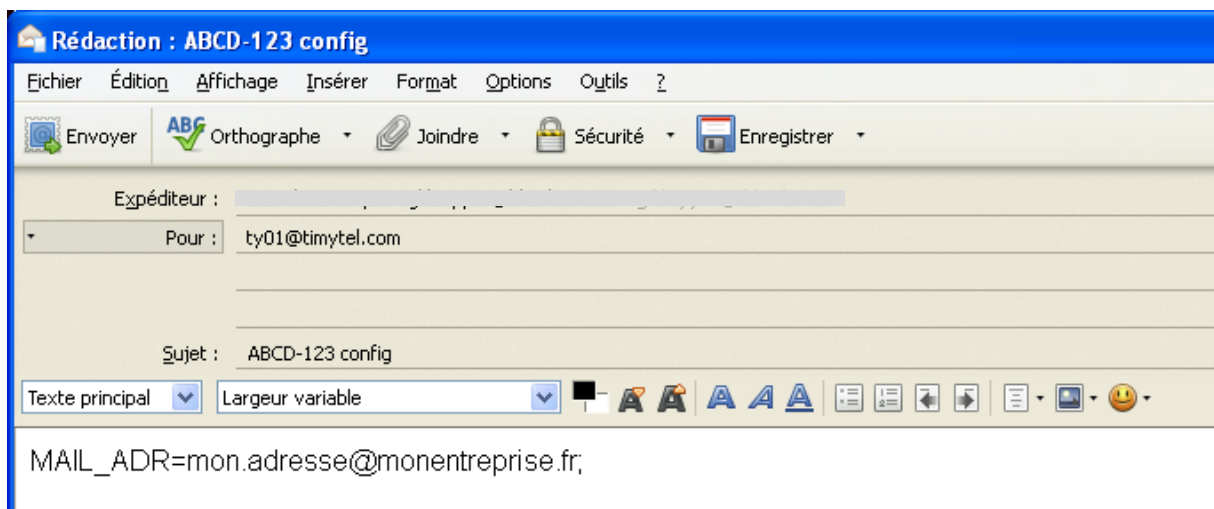 Rédaction : ABCD-123 config
Fichier Édition Affichage Insérer Format Options Outils ?
Envoyer ABC Orthographe Joindre Sécurité Enregistrer
Expéditeur :
Pour : ty01@timytel.com
Sujet : ABCD-123 config
Texte principal Largeur variable
MAIL_ADR=mon.adresse@monentreprise.fr;